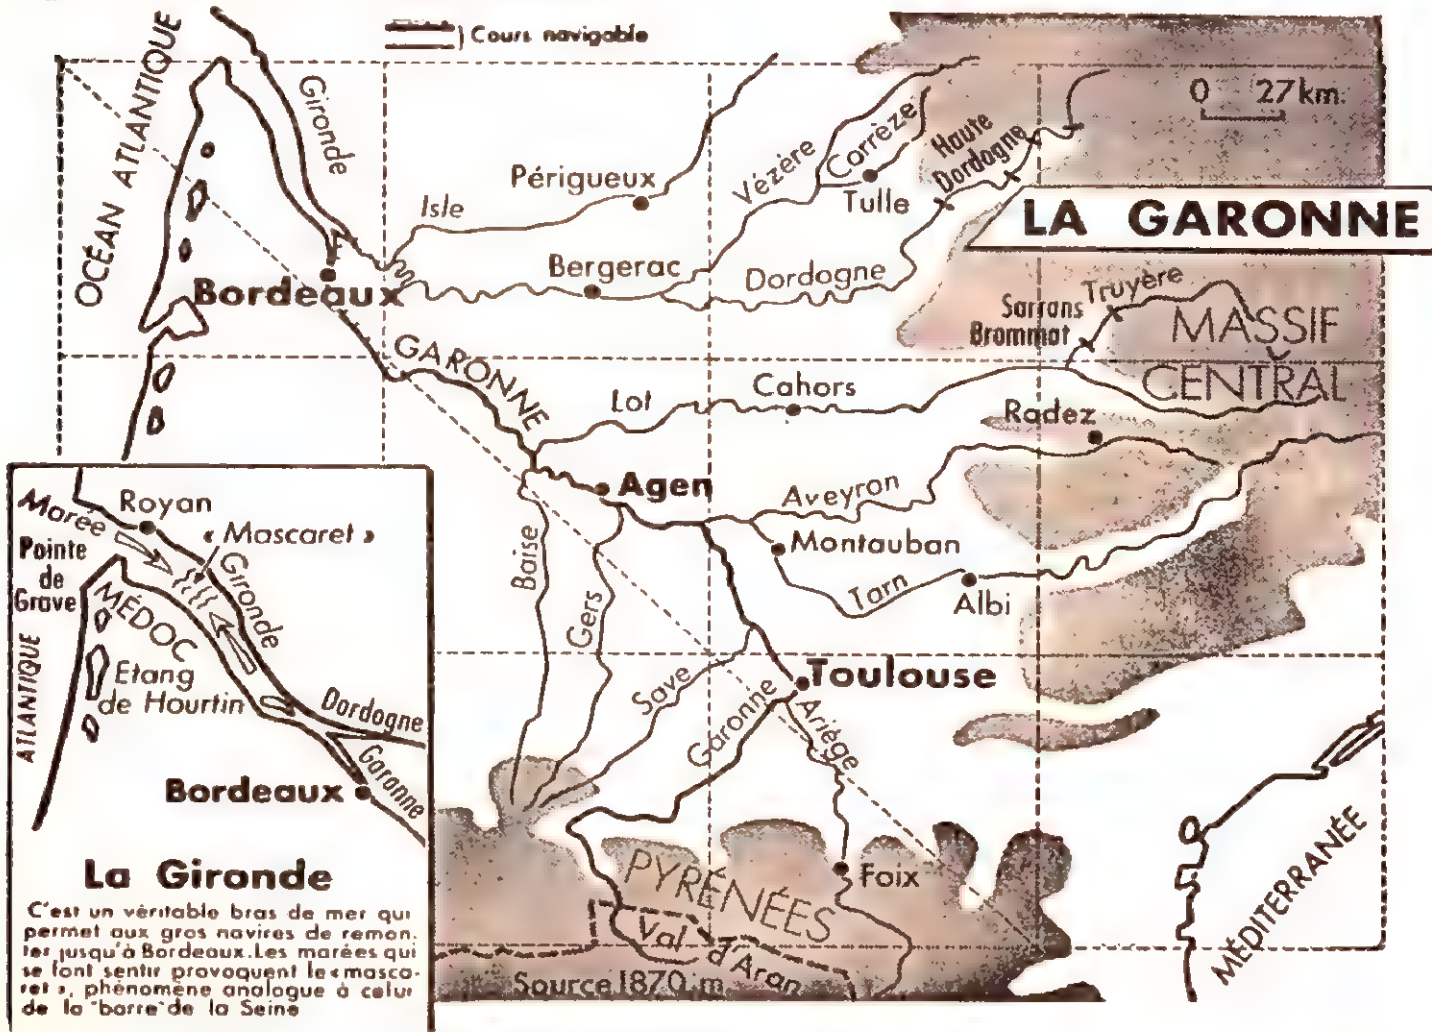 Cours navigable
0 27 km.
LA GARONNE
OCÉAN ATLANTIQUE
Gironde
Isle
Périgueux
Vézère
Corrèze
Tulle
Haute
Dordogne
Bordeaux
Bergerac
Dordogne
Sarrans
Brommat
Truyère
MASSIF
CENTRAL
GARONNE
Lot
Cahors
Radez
Agen
Aveyron
Montauban
Tarn
Albi
Baise
Gers
Save
Toulouse
Garonne
Ariège
PYRÉNÉES
Foix
Val
d'Aran
Source 1870 m
MÉDITERRANÉE
Royan
Marée
« Mascaret »
Pointe
de
Grave
Gironde
MÉDOC
ATLANTIQUE
Etang
de Hourtin
Dordogne
Garonne
Bordeaux
La Gironde
C'est un véritable bras de mer qui
permet aux gros navires de remon.
ter jusqu'à Bordeaux. Les marées qui
se font sentir provoquent le « masca-
ret », phénomène analogue à celui
de la "barre" de la Seine